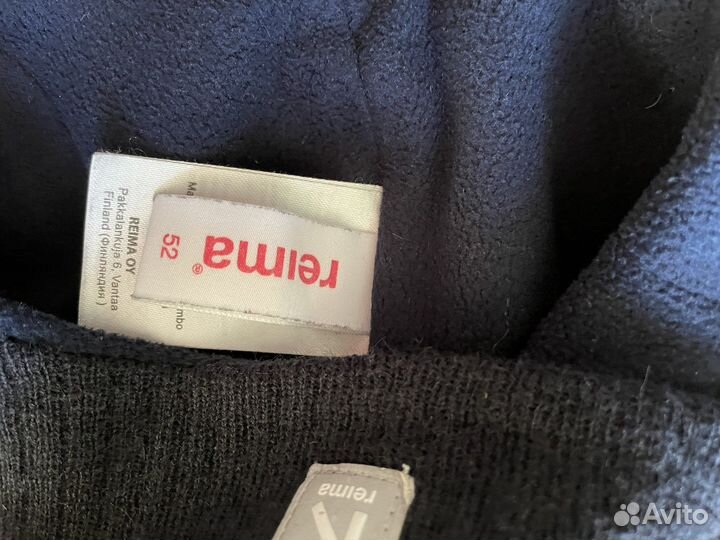 reima®
52
REIMA OY
Pakkalankuja 6, Vantaa
Finland (Финляндия )
reima
Avito